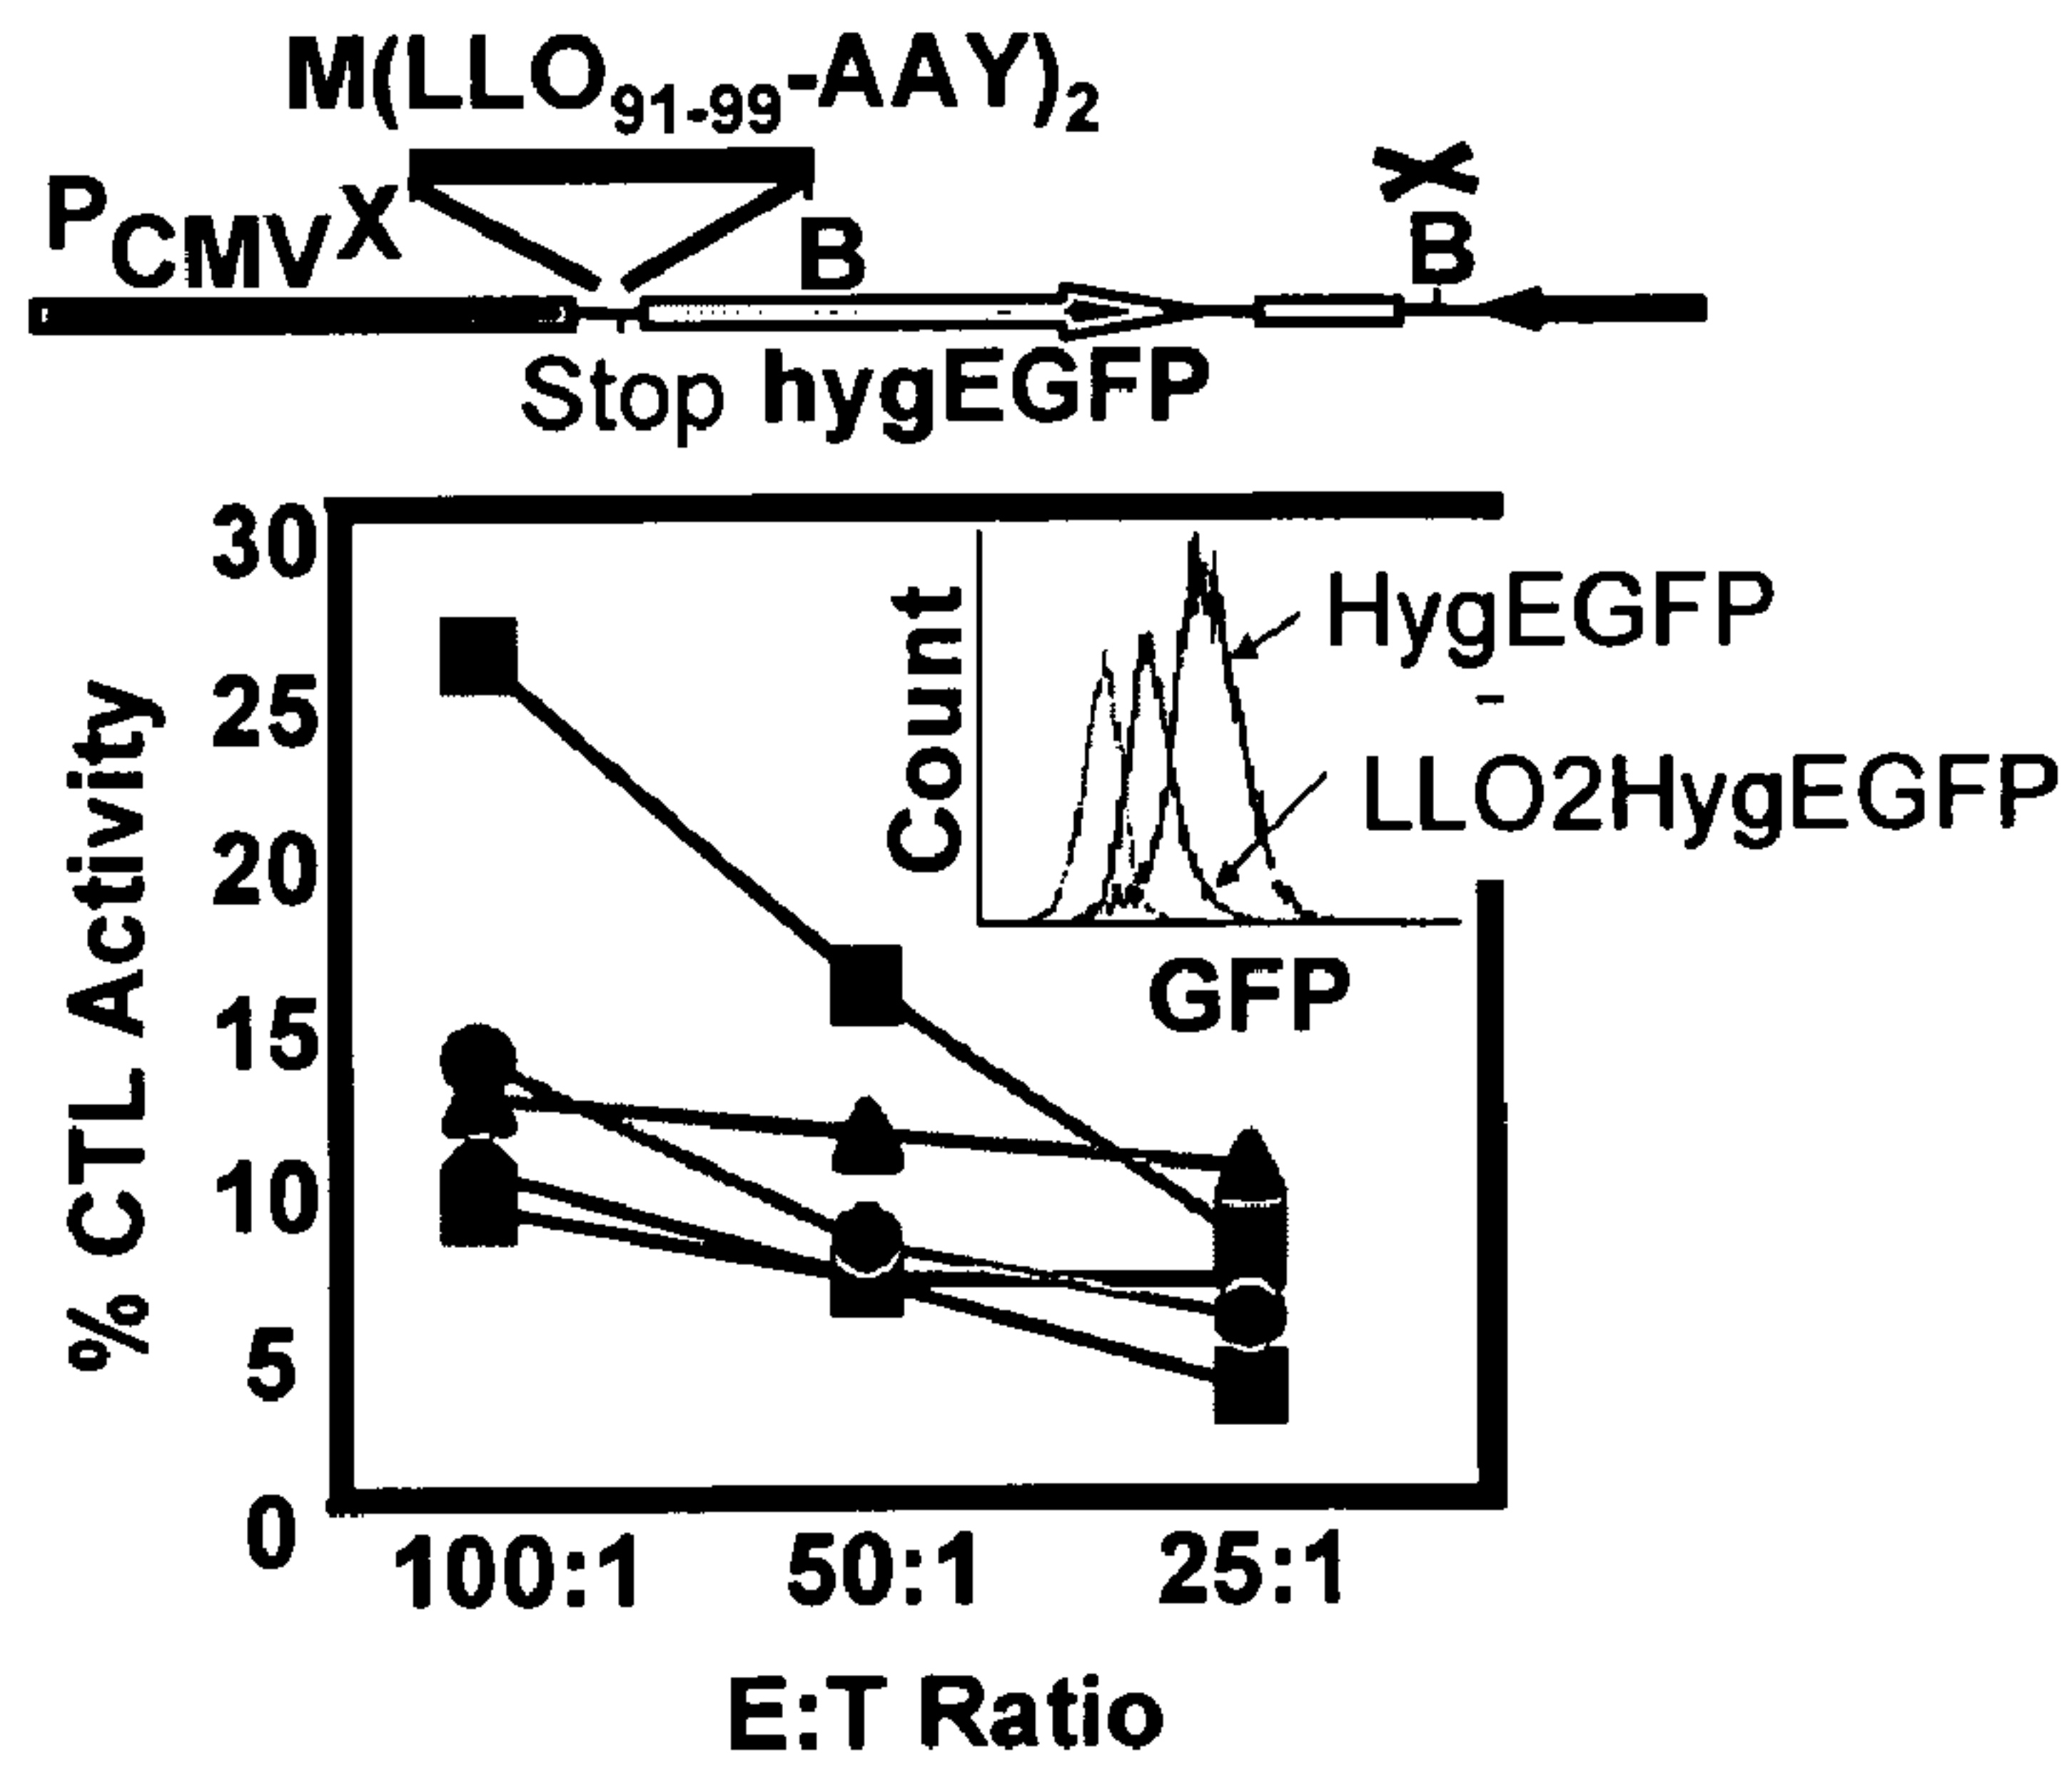 M(LLO91-99-AAY)2
PCMV X B X B
Stop hygEGFP
30
25
20
15
10
5
0
% CTL Activity
Count
HygEGFP
LLO2HygEGFP
GFP
100:1 50:1 25:1
E:T Ratio